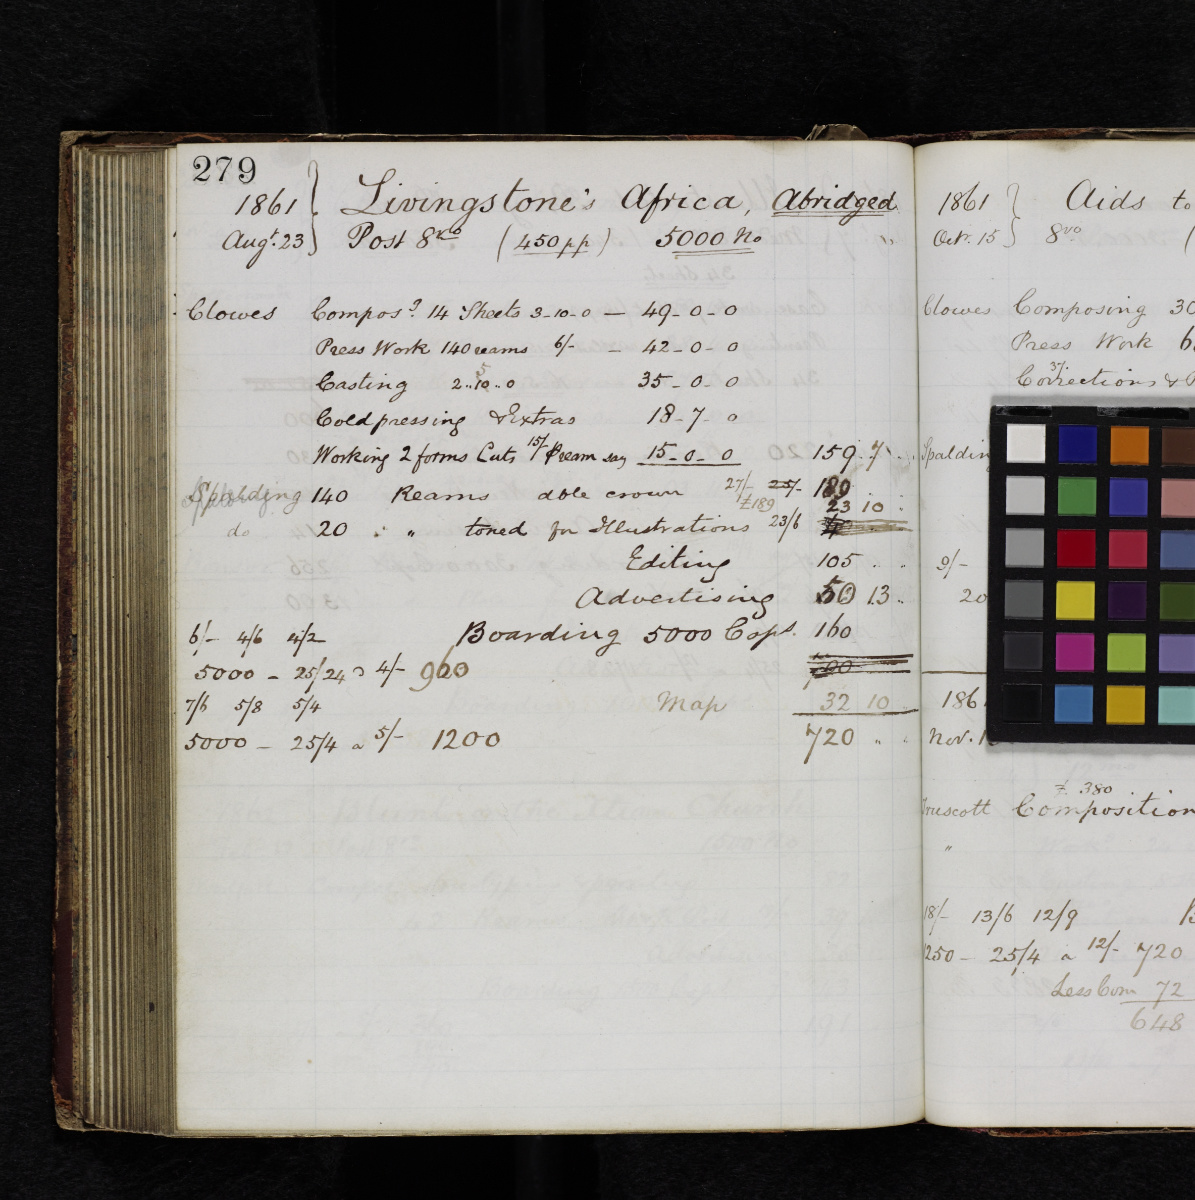 279
1861 } Livingstone's Africa, Abridged
Augt. 23 } Post 8vo (450 pp) 5000 No
Clowes Compos.g 14 Sheets 3-10-0 — 49-0-0
Press Work 140 reams 6/- — 42-0-0
Casting 2..10..0 35-0-0
Coldpressing & Extras 18-7-0
Working 2 forms Cuts 15/ Pream say 15-0-0 159.7
27/- 25/- 189
Spalding 140 Reams dble crown £189
23 10
do 20 " " toned for Illustrations 23/6
Editing 105 . .
Advertising 50 13 ..
6/- 4/6 4/2 Boarding 5000 Cops. 160
5000 - 25/24 a 4/- 960
7/6 5/8 5/4 Map 32 10
5000 - 25/4 a 5/- 1200 720 " "
1861 } Aids to
Oct. 15 } 8vo (
Clowes Composing 30
Press Work 6
37/
Corrections &
Spalding
9/-
20
186
Nov. 1
£ 380
Truscott Composition
"
18/- 13/6 12/9 B
1250 - 25/4 a 12/- 720
Less Com 72
648